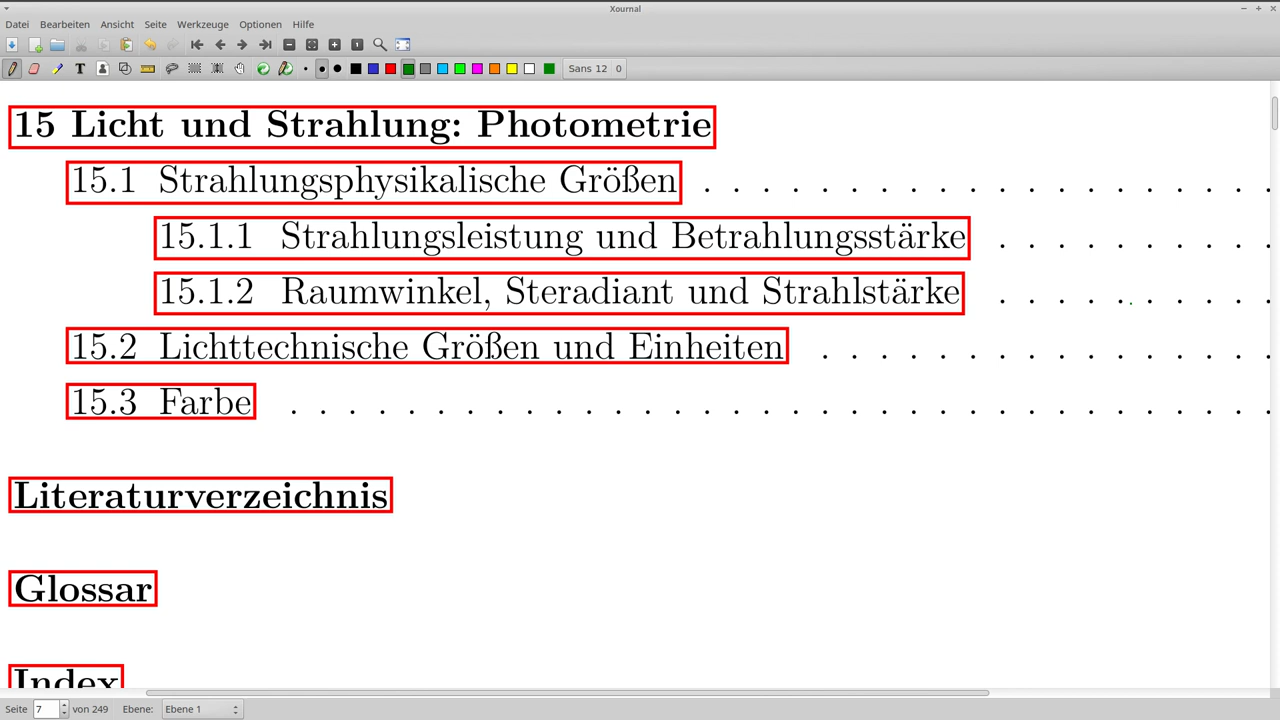 Xournal
Datei Bearbeiten Ansicht Seite Werkzeuge Optionen Hilfe
Sans 12 0
15 Licht und Strahlung: Photometrie
15.1 Strahlungsphysikalische Größen . . . . . . . . . . . . . . . . . . . .
15.1.1 Strahlungsleistung und Betrahlungsstärke . . . . . . . . . .
15.1.2 Raumwinkel, Steradiant und Strahlstärke . . . . . . . . . .
15.2 Lichttechnische Größen und Einheiten . . . . . . . . . . . . . . . .
15.3 Farbe . . . . . . . . . . . . . . . . . . . . . . . . . . . . . . . . . .
Literaturverzeichnis
Glossar
Index
Seite 7 von 249 Ebene: Ebene 1